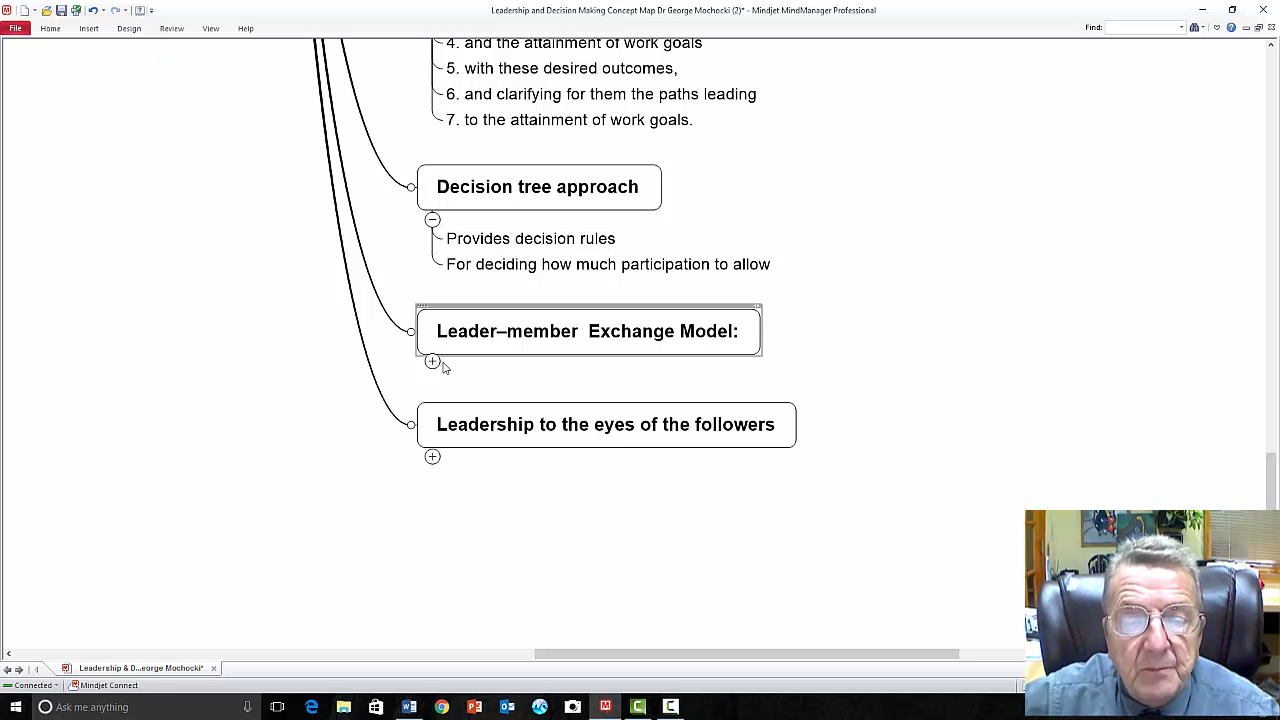 Leadership and Decision Making Concept Map Dr George Mochocki (2)* - Mindjet MindManager Professional
File Home Insert Design Review View Help Find:
4. and the attainment of work goals
5. with these desired outcomes,
6. and clarifying for them the paths leading
7. to the attainment of work goals.
Decision tree approach
Provides decision rules
For deciding how much participation to allow
Leader–member Exchange Model:
Leadership to the eyes of the followers
Leadership & D...eorge Mochocki*
Connected Mindjet Connect
Ask me anything